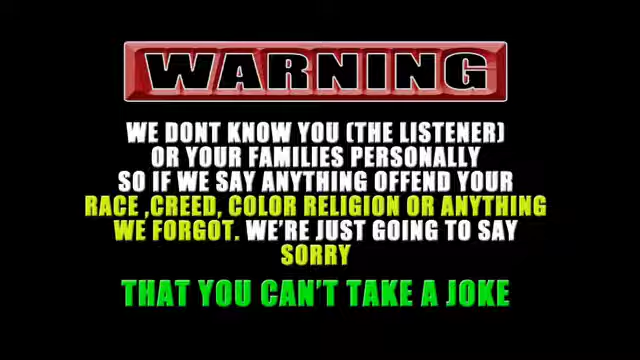 WARNING
WE DONT KNOW YOU (THE LISTENER)
OR YOUR FAMILIES PERSONALLY
SO IF WE SAY ANYTHING OFFEND YOUR
RACE ,CREED, COLOR RELIGION OR ANYTHING
WE FORGOT. WE'RE JUST GOING TO SAY
SORRY
THAT YOU CAN'T TAKE A JOKE